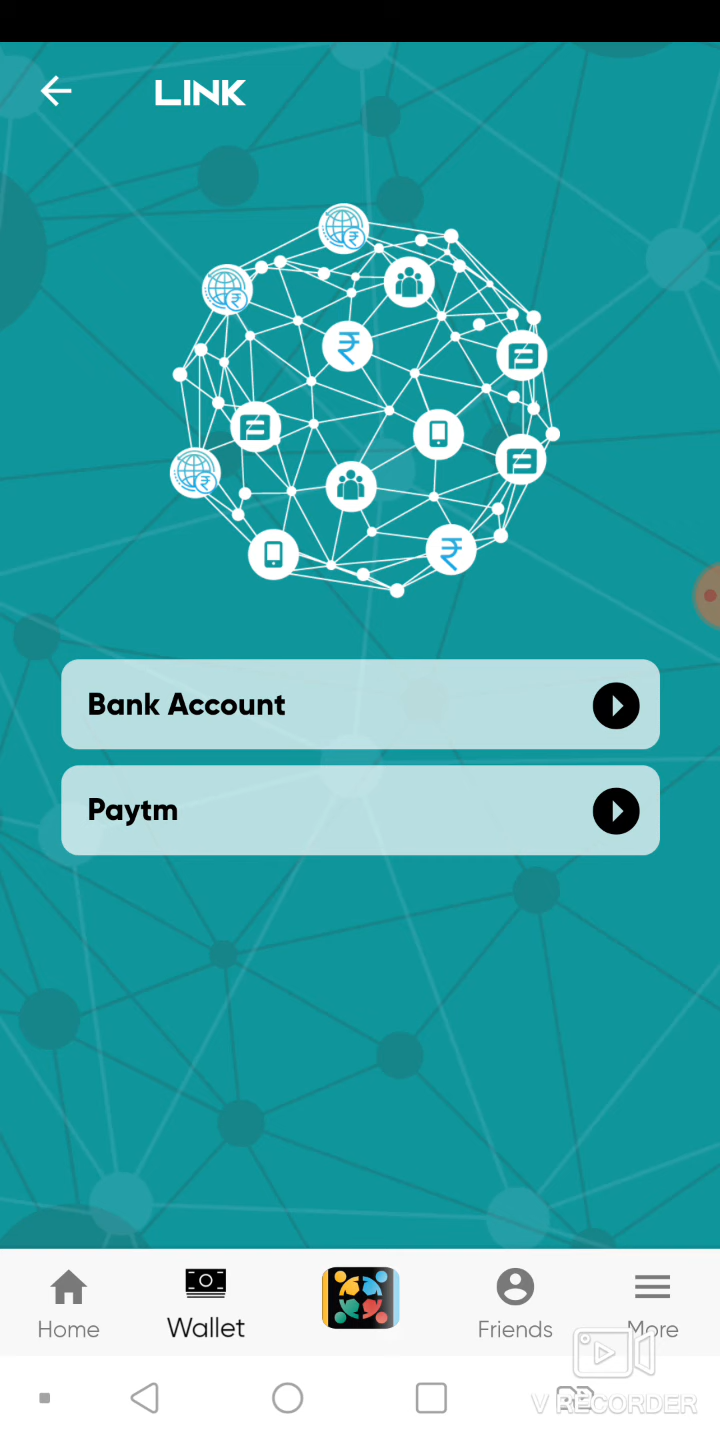 LINK
Bank Account
Paytm
Home
Wallet
Friends
More
V RECORDER